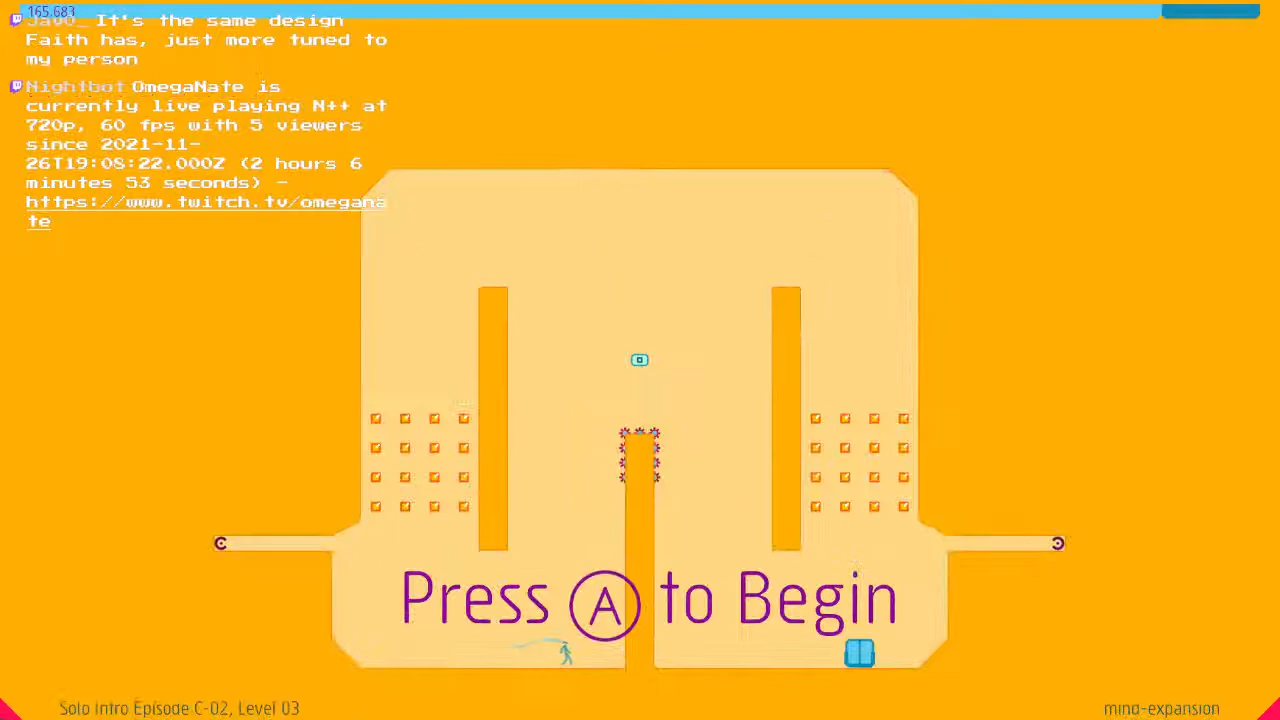 165.683
Javo_ It's the same design
Faith has, just more tuned to
my person
Nightbot OmegaNate is
currently live playing N++ at
720p, 60 fps with 5 viewers
since 2021-11-
26T19:08:22.000Z (2 hours 6
minutes 53 seconds) -
https://www.twitch.tv/omegana
te
Press A to Begin
Solo Intro Episode C-02, Level 03
mind-expansion